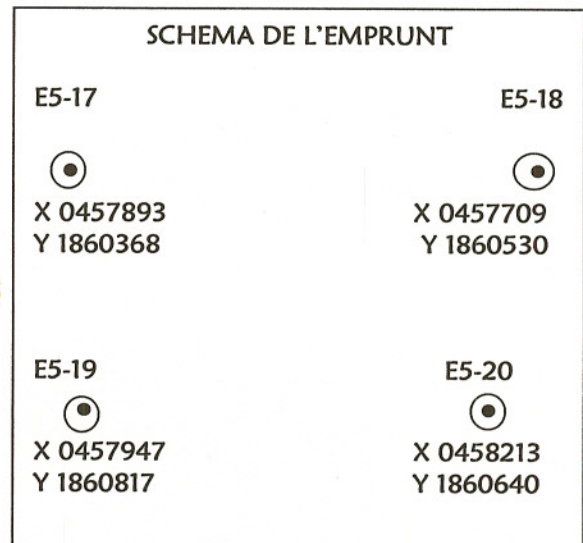 SCHEMA DE L'EMPRUNT
E5-17
E5-18
X 0457893
Y 1860368
X 0457709
Y 1860530
E5-19
E5-20
X 0457947
Y 1860817
X 0458213
Y 1860640